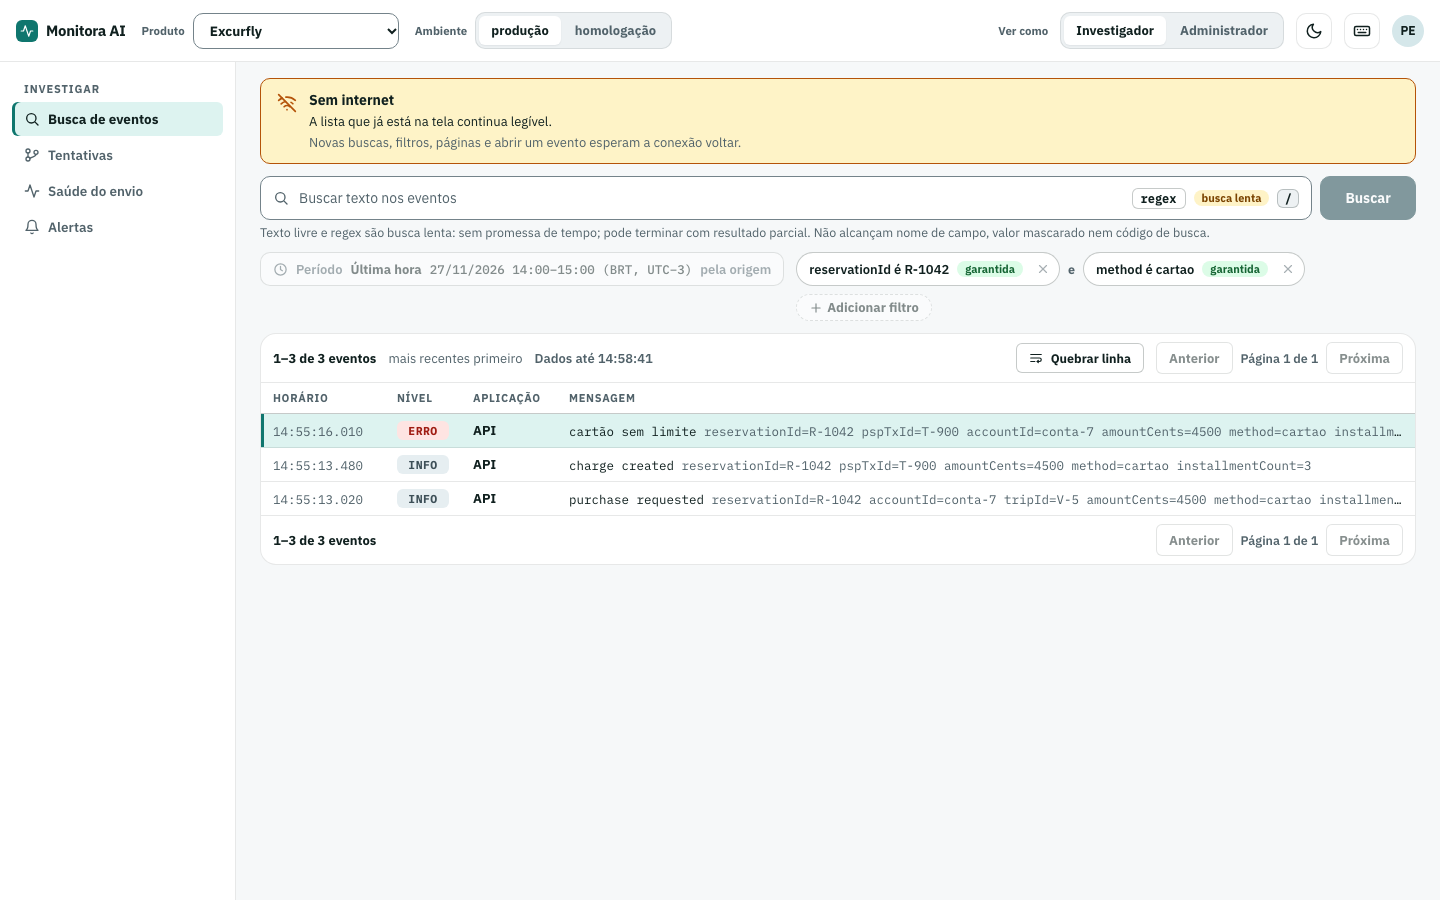 Monitora AI Produto Excurfly Ambiente produção homologação Ver como Investigador Administrador PE
INVESTIGAR
Busca de eventos
Tentativas
Saúde do envio
Alertas
Sem internet
A lista que já está na tela continua legível.
Novas buscas, filtros, páginas e abrir um evento esperam a conexão voltar.
Buscar texto nos eventos regex busca lenta / Buscar
Texto livre e regex são busca lenta: sem promessa de tempo; pode terminar com resultado parcial. Não alcançam nome de campo, valor mascarado nem código de busca.
Período Última hora 27/11/2026 14:00–15:00 (BRT, UTC−3) pela origem reservationId é R-1042 garantida e method é cartao garantida
Adicionar filtro
1–3 de 3 eventos mais recentes primeiro Dados até 14:58:41 Quebrar linha Anterior Página 1 de 1 Próxima
HORÁRIO NÍVEL APLICAÇÃO MENSAGEM
14:55:16.010 ERRO API cartão sem limite reservationId=R-1042 pspTxId=T-900 accountId=conta-7 amountCents=4500 method=cartao installm…
14:55:13.480 INFO API charge created reservationId=R-1042 pspTxId=T-900 amountCents=4500 method=cartao installmentCount=3
14:55:13.020 INFO API purchase requested reservationId=R-1042 accountId=conta-7 tripId=V-5 amountCents=4500 method=cartao installmen…
1–3 de 3 eventos Anterior Página 1 de 1 Próxima